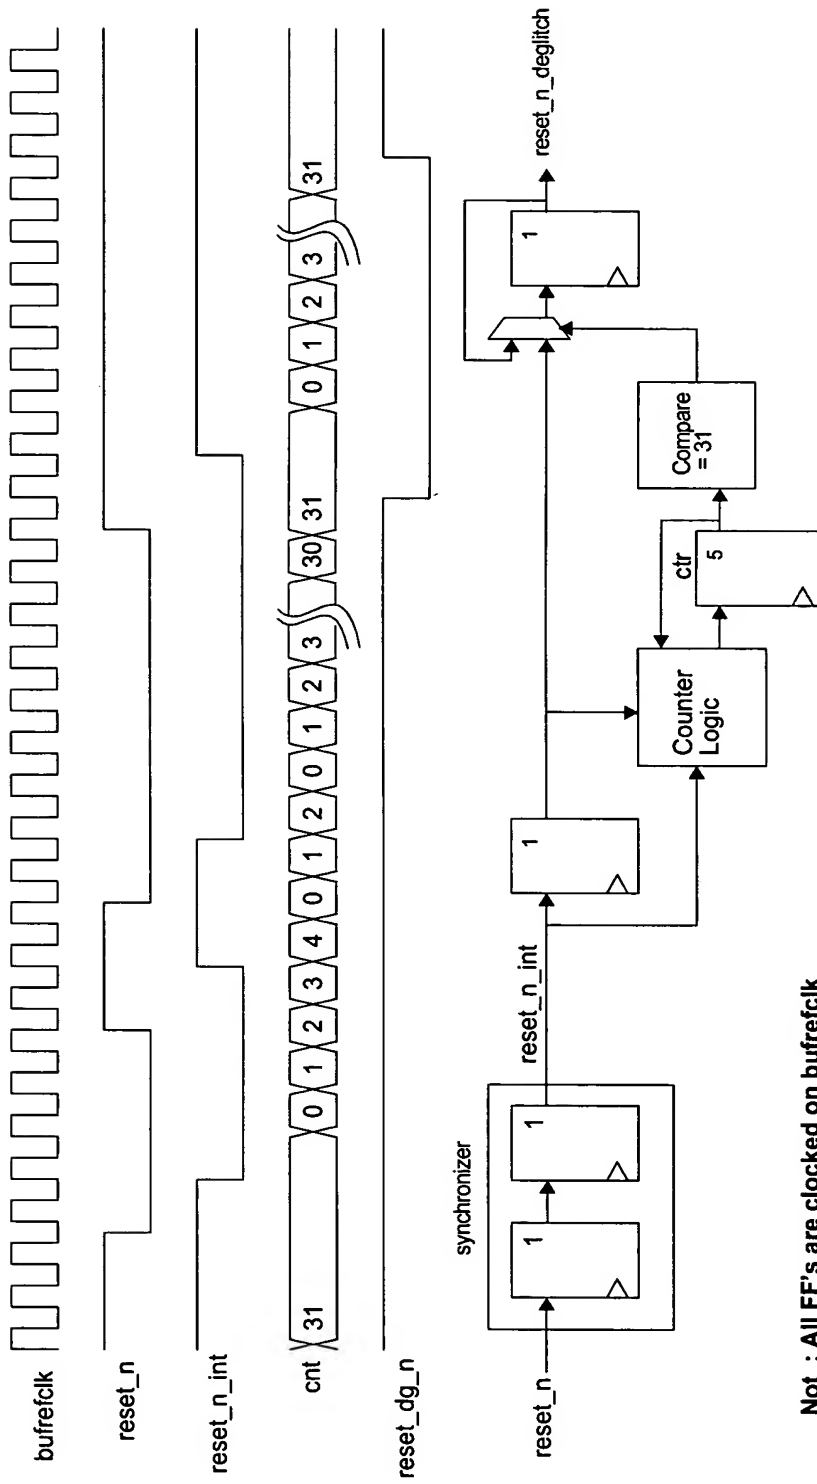 bufrefclk
reset_n
reset_n_int
cnt
31 0 1 2 3 4 0 1 2 0 1 2 3 30 31 0 1 2 3 31
reset_dg_n
synchronizer
reset_n
1
1
reset_n_int
1
1
reset_n_deglitch
Counter
Logic
ctr
5
Compare
= 31
Not : All FF's are clocked on bufrefclk